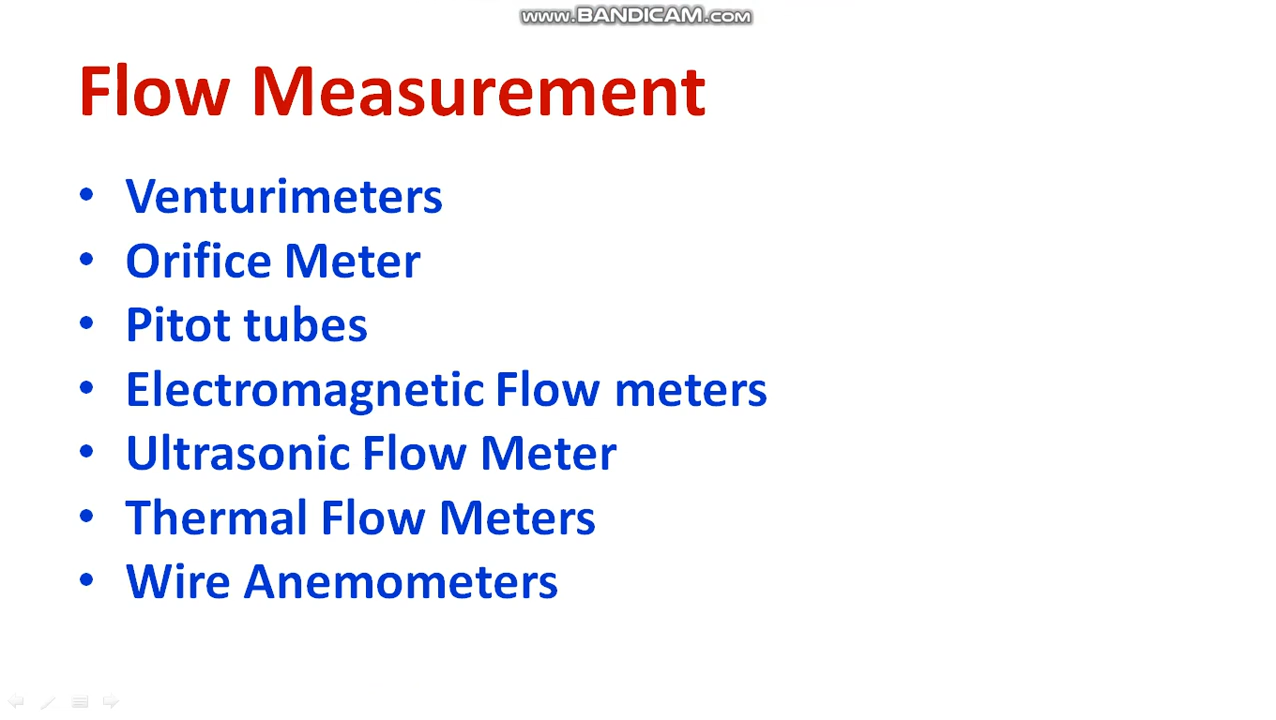 www.BANDICAM.com
Flow Measurement
• Venturimeters
• Orifice Meter
• Pitot tubes
• Electromagnetic Flow meters
• Ultrasonic Flow Meter
• Thermal Flow Meters
• Wire Anemometers